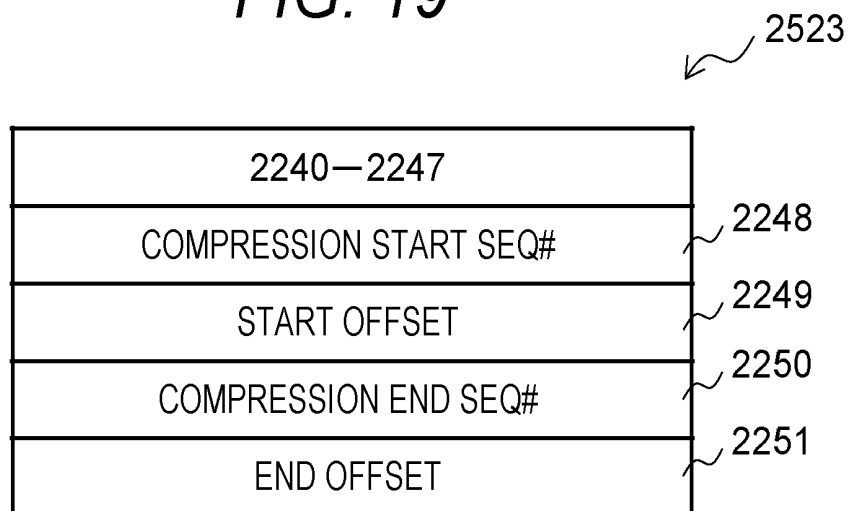 FIG. 19
2523
2240—2247
COMPRESSION START SEQ#
2248
START OFFSET
2249
COMPRESSION END SEQ#
2250
END OFFSET
2251